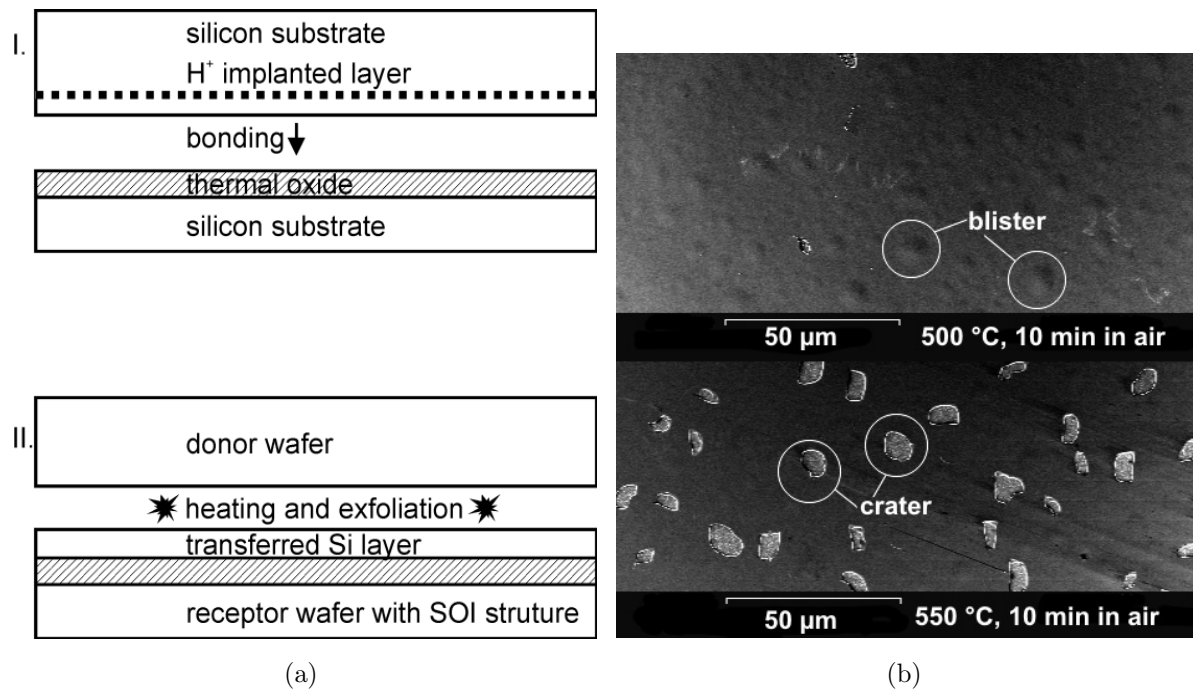 I.
silicon substrate
H⁺ implanted layer
bonding
thermal oxide
silicon substrate
II.
donor wafer
heating and exfoliation
transferred Si layer
receptor wafer with SOI struture
(a)
blister
50 µm 500 °C, 10 min in air
crater
50 µm 550 °C, 10 min in air
(b)